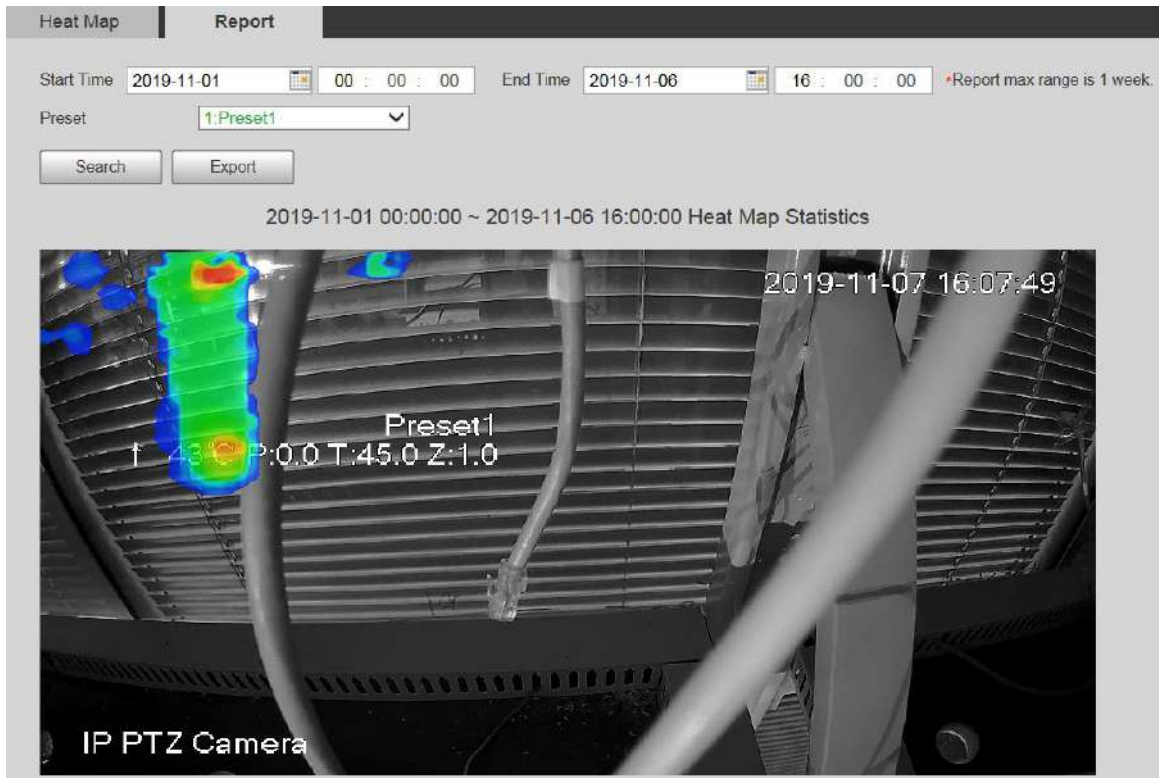 Heat Map Report
Start Time 2019-11-01 00 : 00 : 00 End Time 2019-11-06 16 : 00 : 00 *Report max range is 1 week.
Preset 1:Preset1
Search Export
2019-11-01 00:00:00 ~ 2019-11-06 16:00:00 Heat Map Statistics
2019-11-07 16:07:49
Preset1
↑ 43°C P:0.0 T:45.0 Z:1.0
IP PTZ Camera